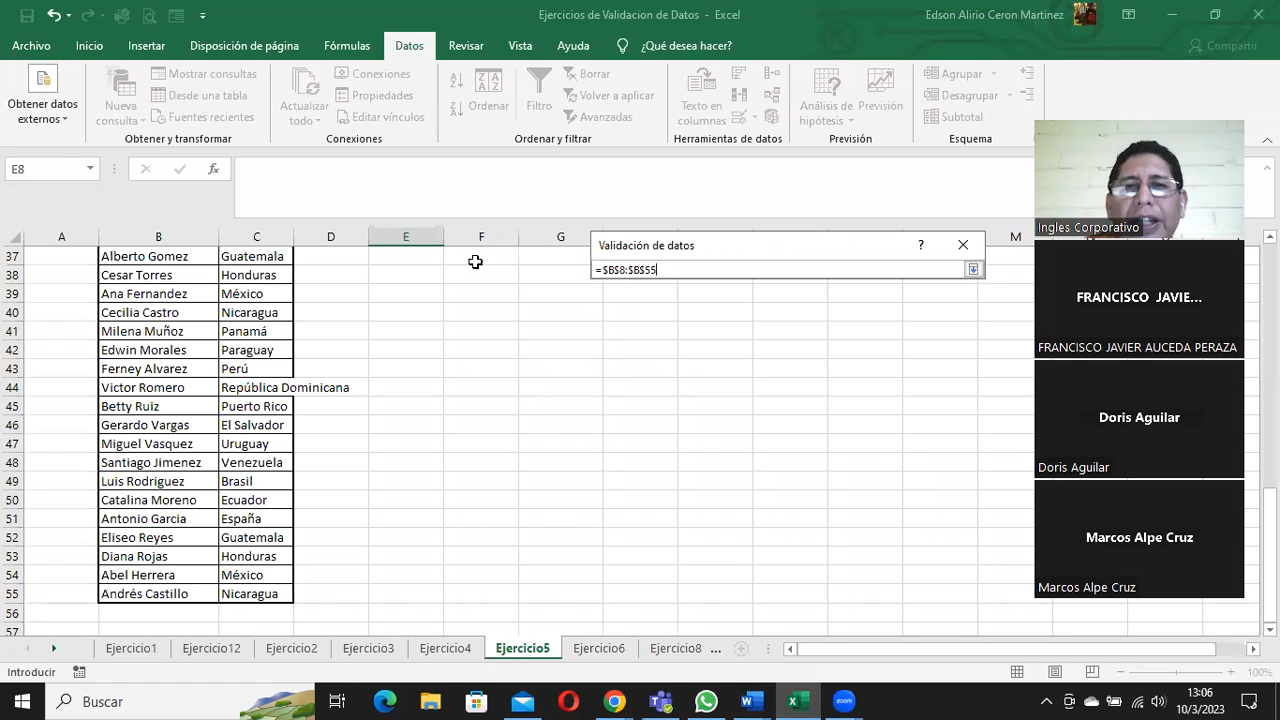 Ejercicios de Validacion de Datos - Excel
Edson Alirio Ceron Martinez
Archivo Inicio Insertar Disposición de página Fórmulas Datos Revisar Vista Ayuda ¿Qué desea hacer? Compartir
Obtener datos externos
Nueva consulta
Mostrar consultas
Desde una tabla
Fuentes recientes
Obtener y transformar
Actualizar todo
Conexiones
Propiedades
Editar vínculos
Conexiones
Ordenar
Filtro
Borrar
Volver a aplicar
Avanzadas
Ordenar y filtrar
Texto en columnas
Herramientas de datos
Análisis de hipótesis
Previsión
Previsión
Agrupar
Desagrupar
Subtotal
Esquema
E8
fx
A B C D E F G M
Validación de datos ?
=$B$8:$B$55
37 Alberto Gomez Guatemala
38 Cesar Torres Honduras
39 Ana Fernandez México
40 Cecilia Castro Nicaragua
41 Milena Muñoz Panamá
42 Edwin Morales Paraguay
43 Ferney Alvarez Perú
44 Victor Romero República Dominicana
45 Betty Ruiz Puerto Rico
46 Gerardo Vargas El Salvador
47 Miguel Vasquez Uruguay
48 Santiago Jimenez Venezuela
49 Luis Rodriguez Brasil
50 Catalina Moreno Ecuador
51 Antonio Garcia España
52 Eliseo Reyes Guatemala
53 Diana Rojas Honduras
54 Abel Herrera México
55 Andrés Castillo Nicaragua
56
57
Ingles Corporativo
FRANCISCO JAVIE...
FRANCISCO JAVIER AUCEDA PERAZA
Doris Aguilar
Doris Aguilar
Marcos Alpe Cruz
Marcos Alpe Cruz
Ejercicio1 Ejercicio12 Ejercicio2 Ejercicio3 Ejercicio4 Ejercicio5 Ejercicio6 Ejercicio8 ...
Introducir
100%
Buscar
zoom
13:06
10/3/2023